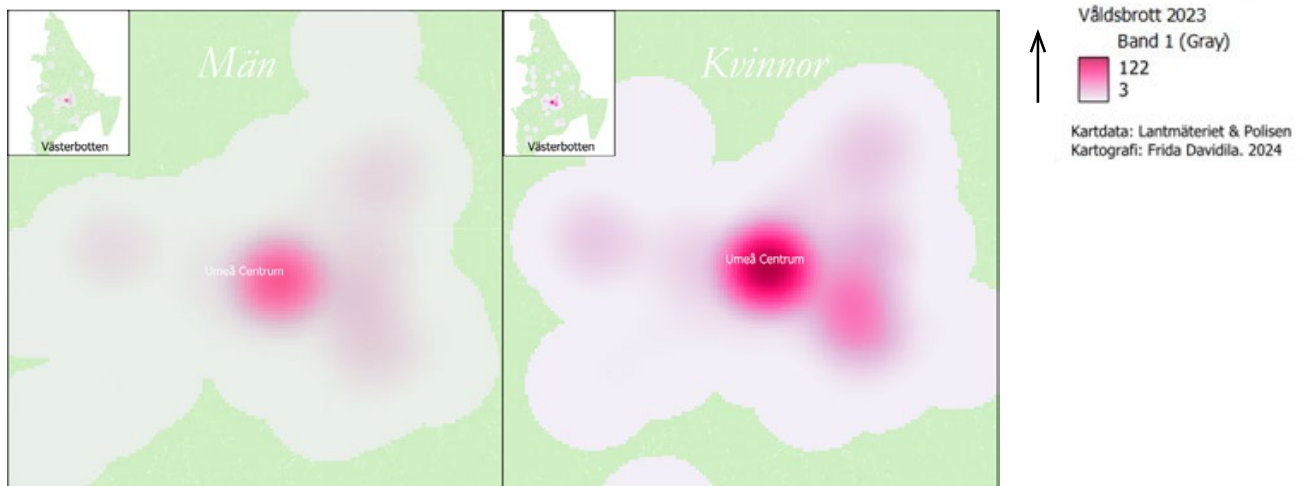 Män
Västerbotten
Umeå Centrum
Kvinnor
Västerbotten
Umeå Centrum
Våldsbrott 2023
Band 1 (Gray)
122
3
Kartdata: Lantmäteriet & Polisen
Kartografi: Frida Davidila. 2024